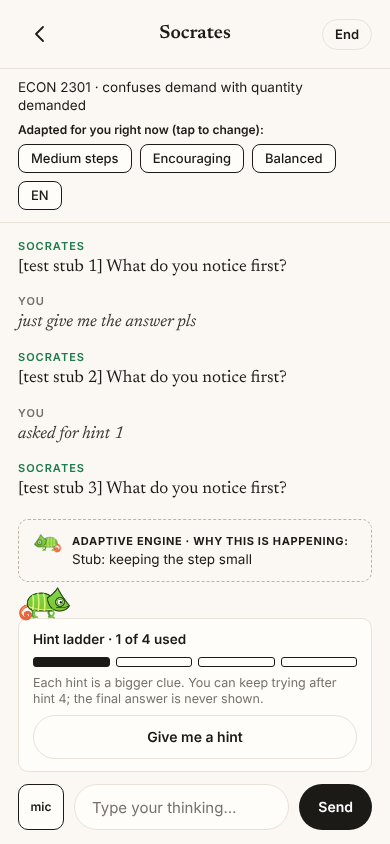 Socrates
End
ECON 2301 · confuses demand with quantity
demanded
Adapted for you right now (tap to change):
Medium steps
Encouraging
Balanced
EN
SOCRATES
[test stub 1] What do you notice first?
YOU
just give me the answer pls
SOCRATES
[test stub 2] What do you notice first?
YOU
asked for hint 1
SOCRATES
[test stub 3] What do you notice first?
ADAPTIVE ENGINE · WHY THIS IS HAPPENING:
Stub: keeping the step small
Hint ladder · 1 of 4 used
Each hint is a bigger clue. You can keep trying after
hint 4; the final answer is never shown.
Give me a hint
mic
Type your thinking...
Send